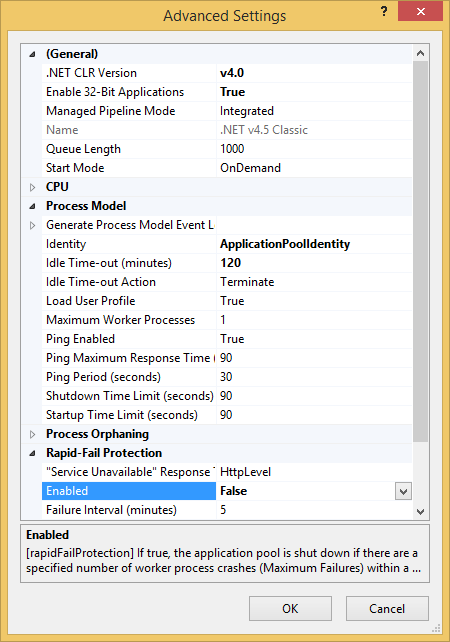 Advanced Settings
?
(General)
.NET CLR Version v4.0
Enable 32-Bit Applications True
Managed Pipeline Mode Integrated
Name .NET v4.5 Classic
Queue Length 1000
Start Mode OnDemand
CPU
Process Model
Generate Process Model Event L
Identity ApplicationPoolIdentity
Idle Time-out (minutes) 120
Idle Time-out Action Terminate
Load User Profile True
Maximum Worker Processes 1
Ping Enabled True
Ping Maximum Response Time ( 90
Ping Period (seconds) 30
Shutdown Time Limit (seconds) 90
Startup Time Limit (seconds) 90
Process Orphaning
Rapid-Fail Protection
"Service Unavailable" Response T HttpLevel
Enabled False
Failure Interval (minutes) 5
Enabled
[rapidFailProtection] If true, the application pool is shut down if there are a
specified number of worker process crashes (Maximum Failures) within a ...
OK Cancel